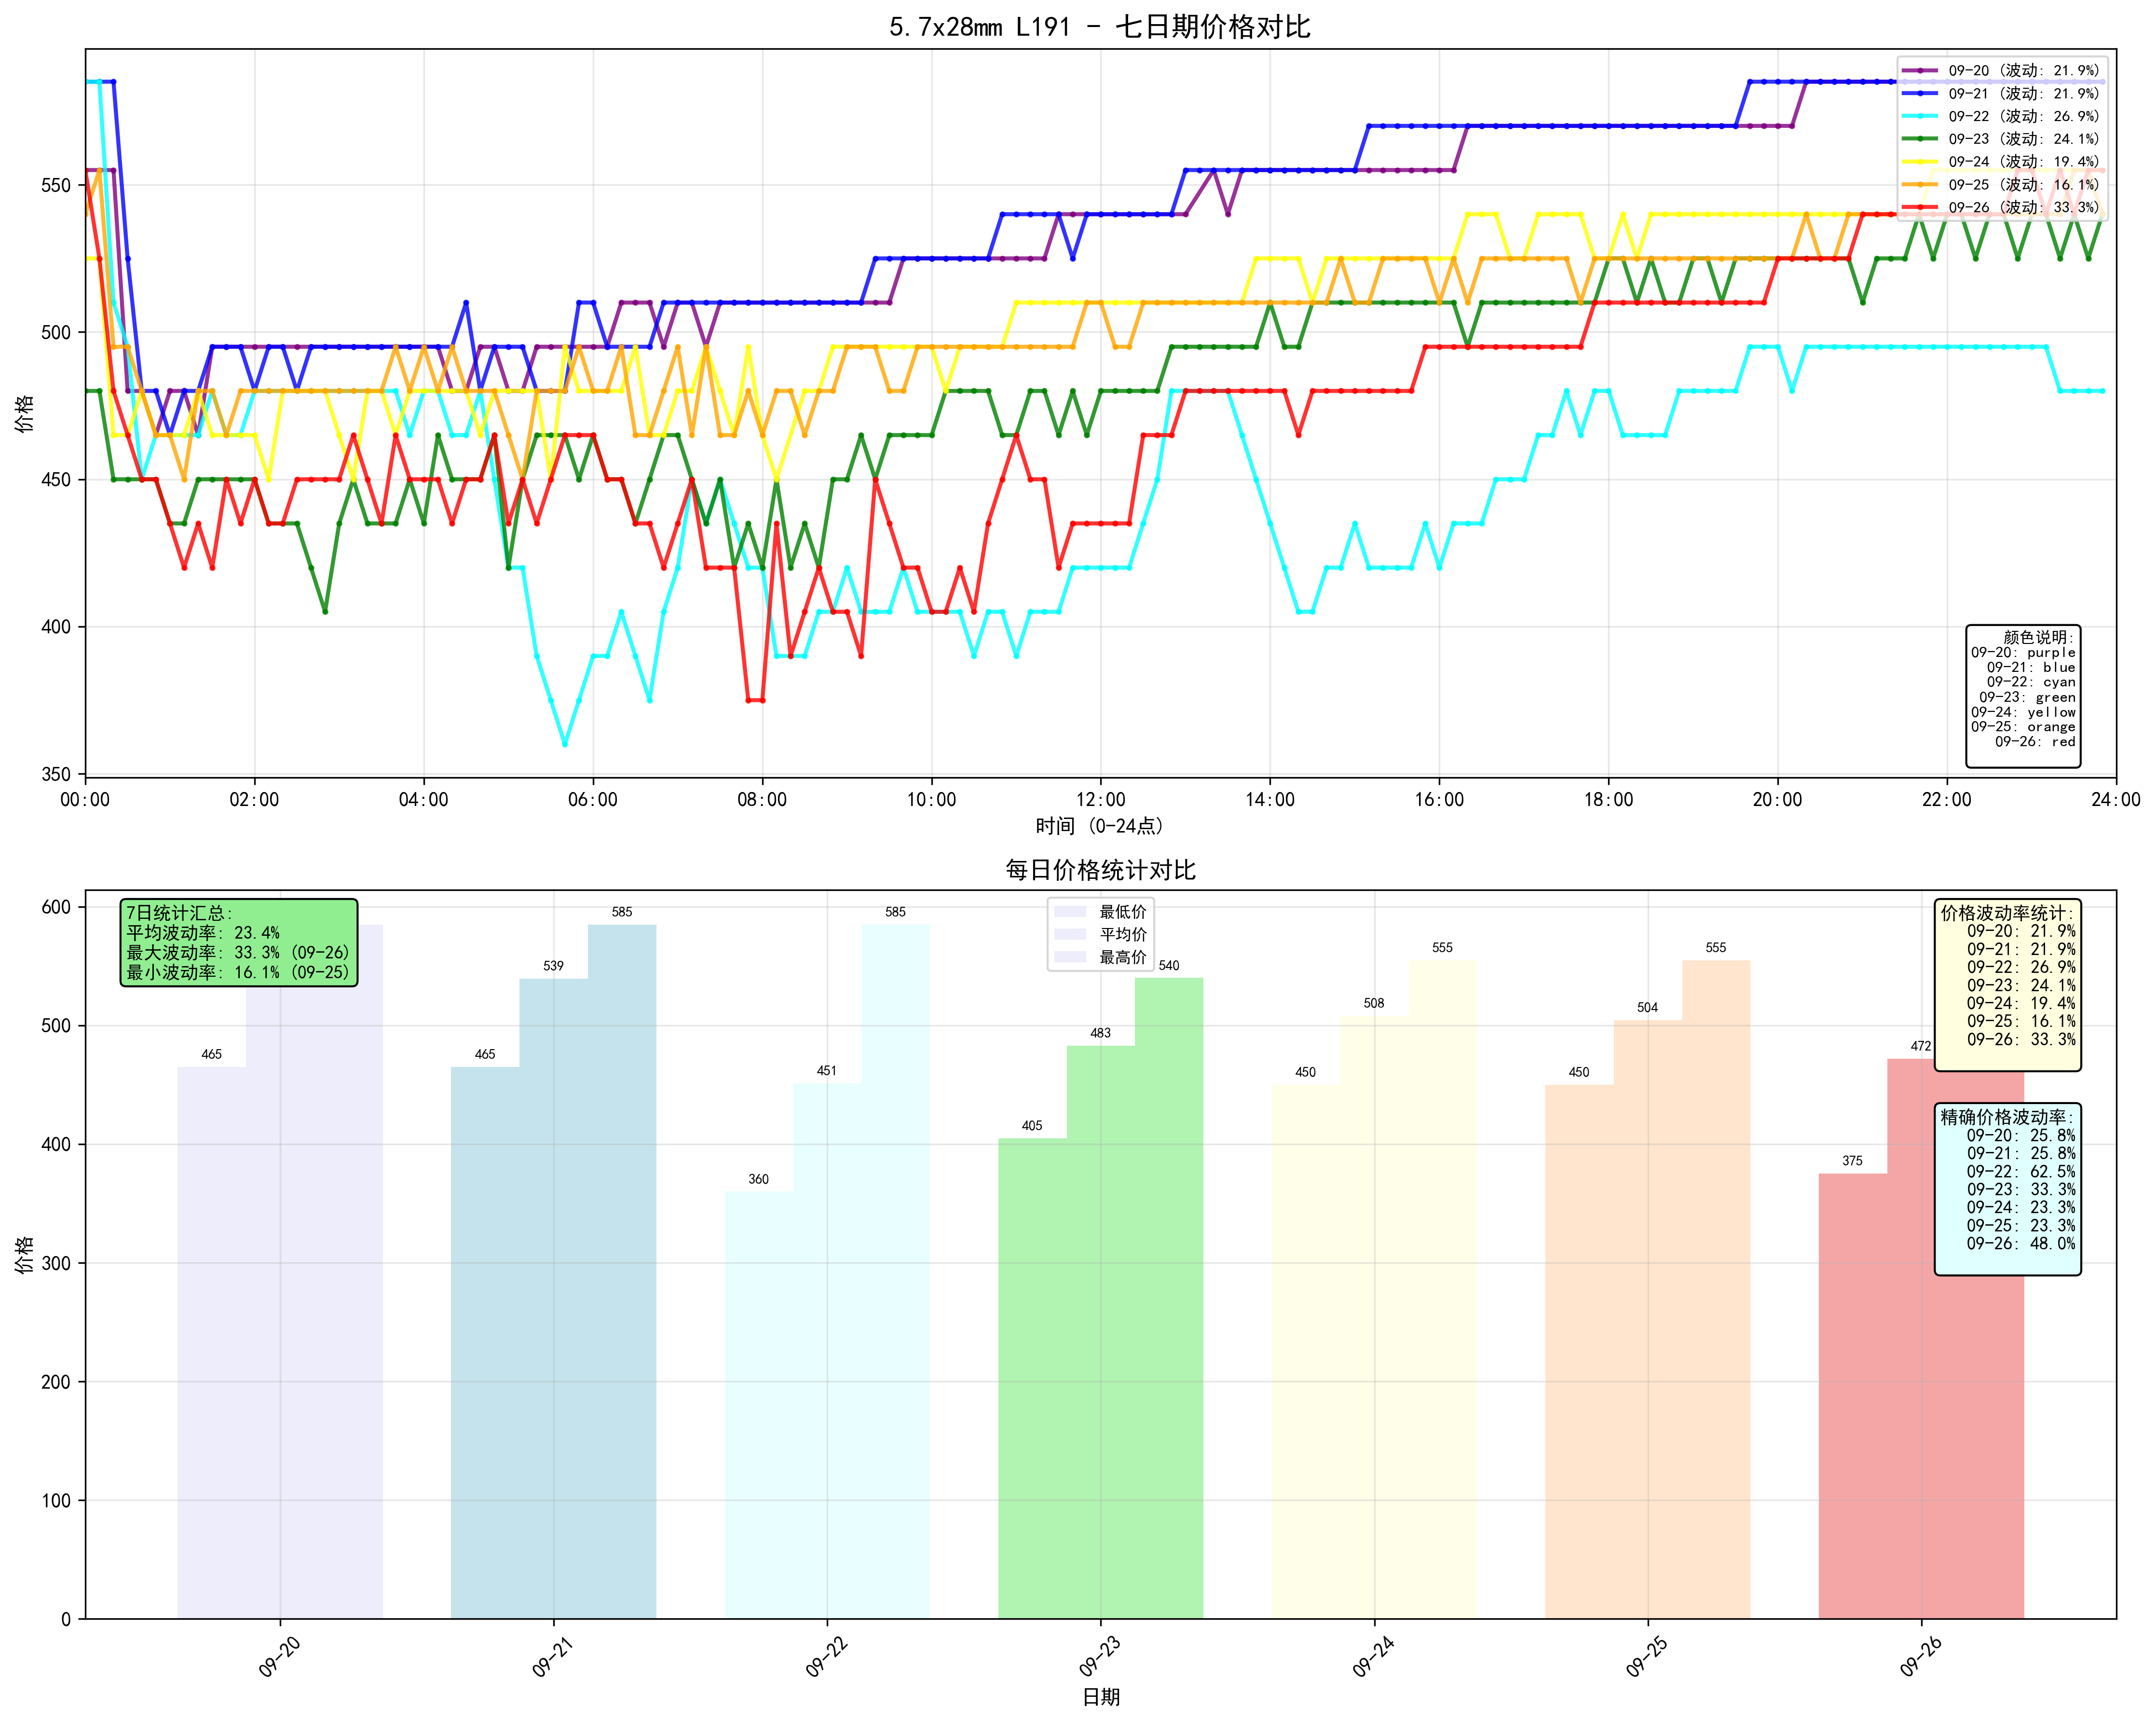 5.7x28mm L191 - 七日期价格对比
09-20 (波动: 21.9%)
09-21 (波动: 21.9%)
09-22 (波动: 26.9%)
09-23 (波动: 24.1%)
09-24 (波动: 19.4%)
09-25 (波动: 16.1%)
09-26 (波动: 33.3%)
价格
550
500
450
400
350
颜色说明:
09-20: purple
09-21: blue
09-22: cyan
09-23: green
09-24: yellow
09-25: orange
09-26: red
00:00 02:00 04:00 06:00 08:00 10:00 12:00 14:00 16:00 18:00 20:00 22:00 24:00
时间 (0-24点)
每日价格统计对比
7日统计汇总:
平均波动率: 23.4%
最大波动率: 33.3% (09-26)
最小波动率: 16.1% (09-25)
最低价
平均价
最高价
价格波动率统计:
09-20: 21.9%
09-21: 21.9%
09-22: 26.9%
09-23: 24.1%
09-24: 19.4%
09-25: 16.1%
09-26: 33.3%
精确价格波动率:
09-20: 25.8%
09-21: 25.8%
09-22: 62.5%
09-23: 33.3%
09-24: 23.3%
09-25: 23.3%
09-26: 48.0%
价格
600
500
400
300
200
100
0
465
465 539 585
360 451 585
405 483 540
450 508 555
450 504 555
375 472
09-20 09-21 09-22 09-23 09-24 09-25 09-26
日期